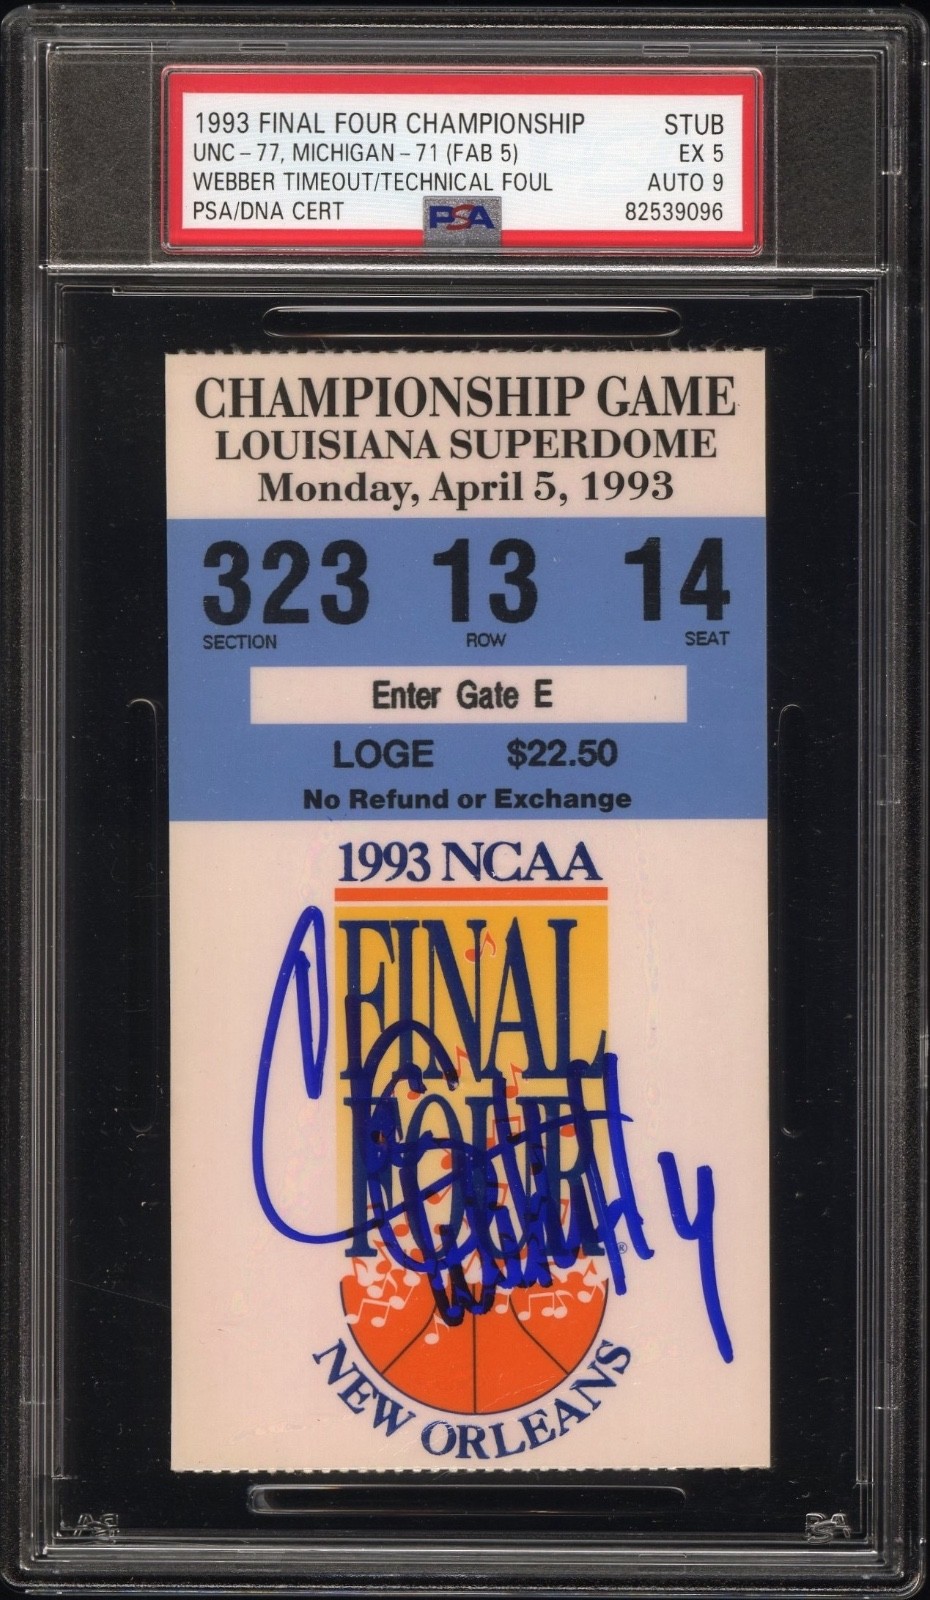 1993 FINAL FOUR CHAMPIONSHIP STUB
UNC - 77, MICHIGAN - 71 (FAB 5) EX 5
WEBBER TIMEOUT/TECHNICAL FOUL AUTO 9
PSA/DNA CERT PSA 82539096
CHAMPIONSHIP GAME
LOUISIANA SUPERDOME
Monday, April 5, 1993
323 13 14
SECTION ROW SEAT
Enter Gate E
LOGE $22.50
No Refund or Exchange
1993 NCAA
FINAL
FOUR
®
4
NEW ORLEANS